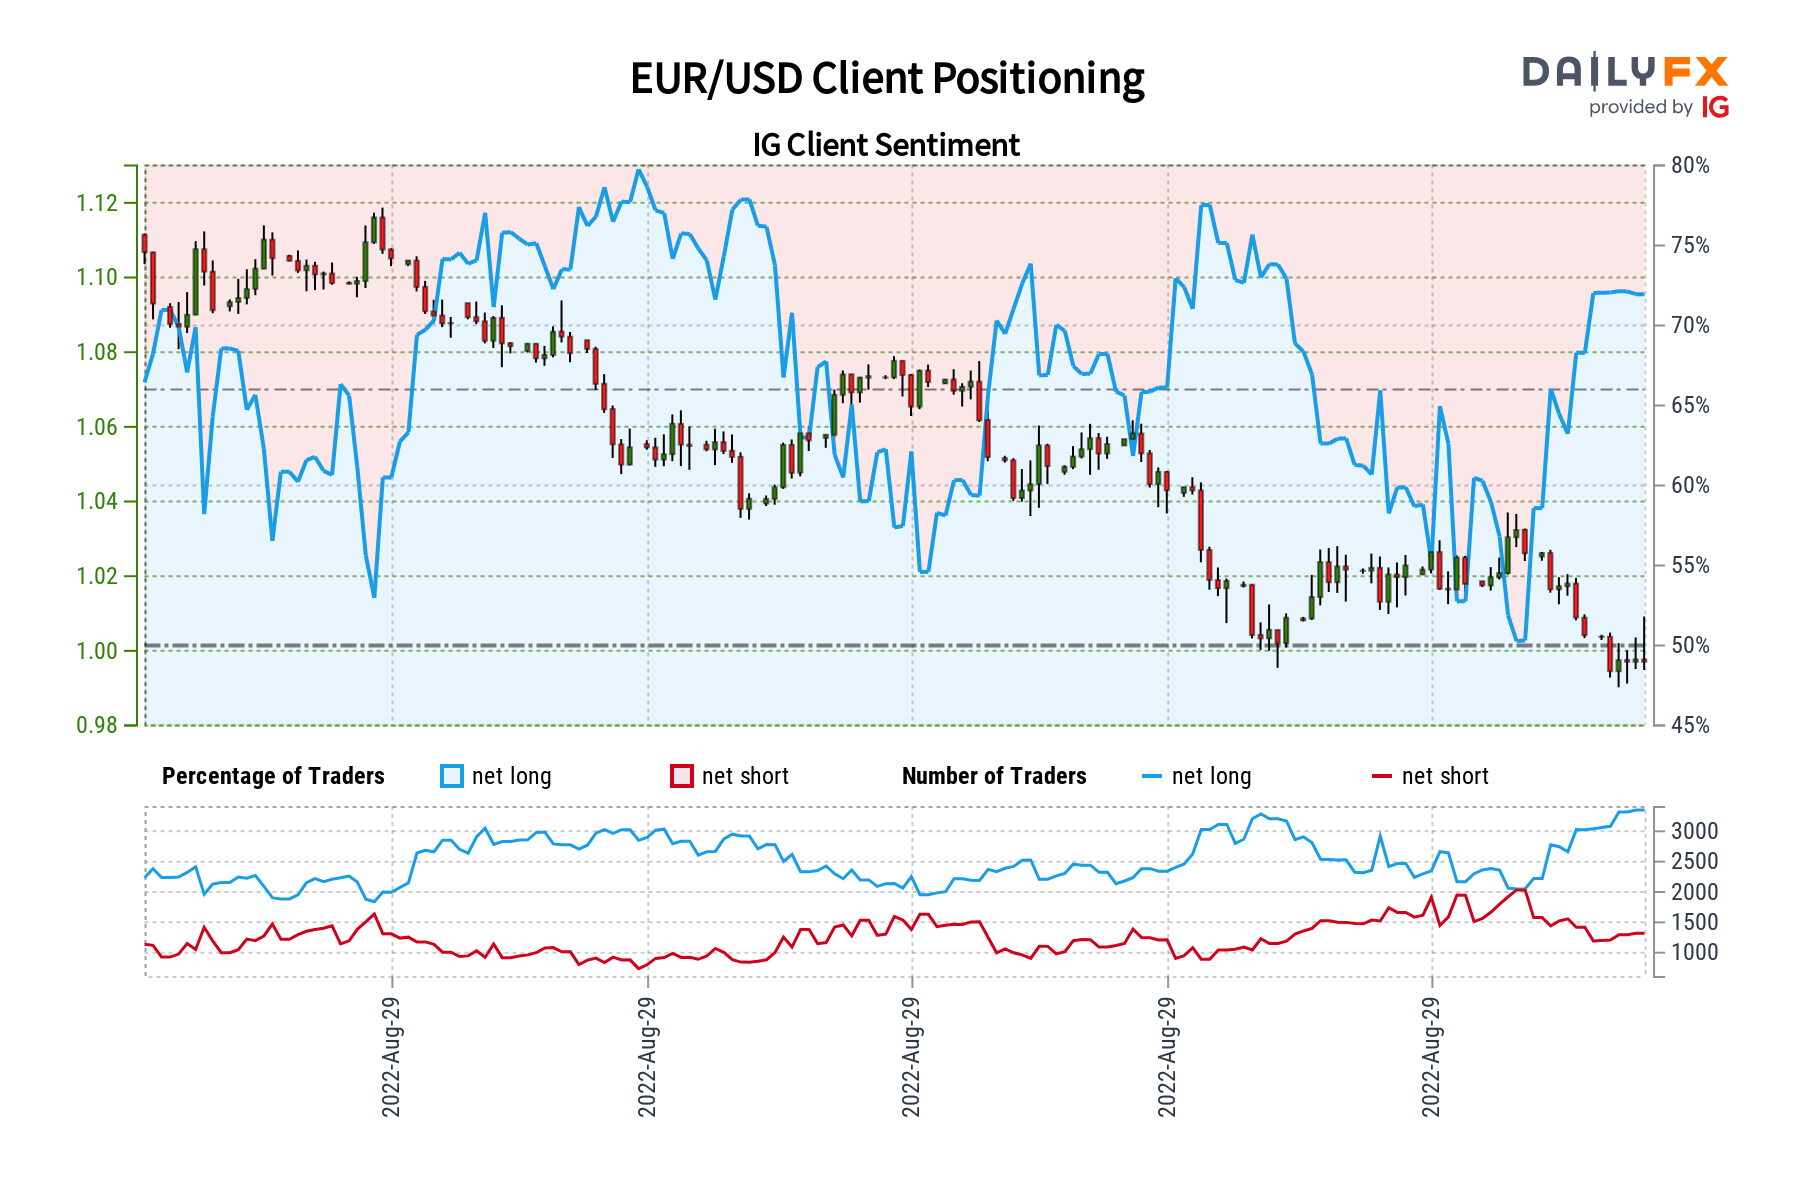 EUR/USD Client Positioning
DAILYFX
provided by IG
IG Client Sentiment
1.12
1.10
1.08
1.06
1.04
1.02
1.00
0.98
80%
75%
70%
65%
60%
55%
50%
45%
Percentage of Traders
net long
net short
Number of Traders
net long
net short
3000
2500
2000
1500
1000
2022-Aug-29
2022-Aug-29
2022-Aug-29
2022-Aug-29
2022-Aug-29